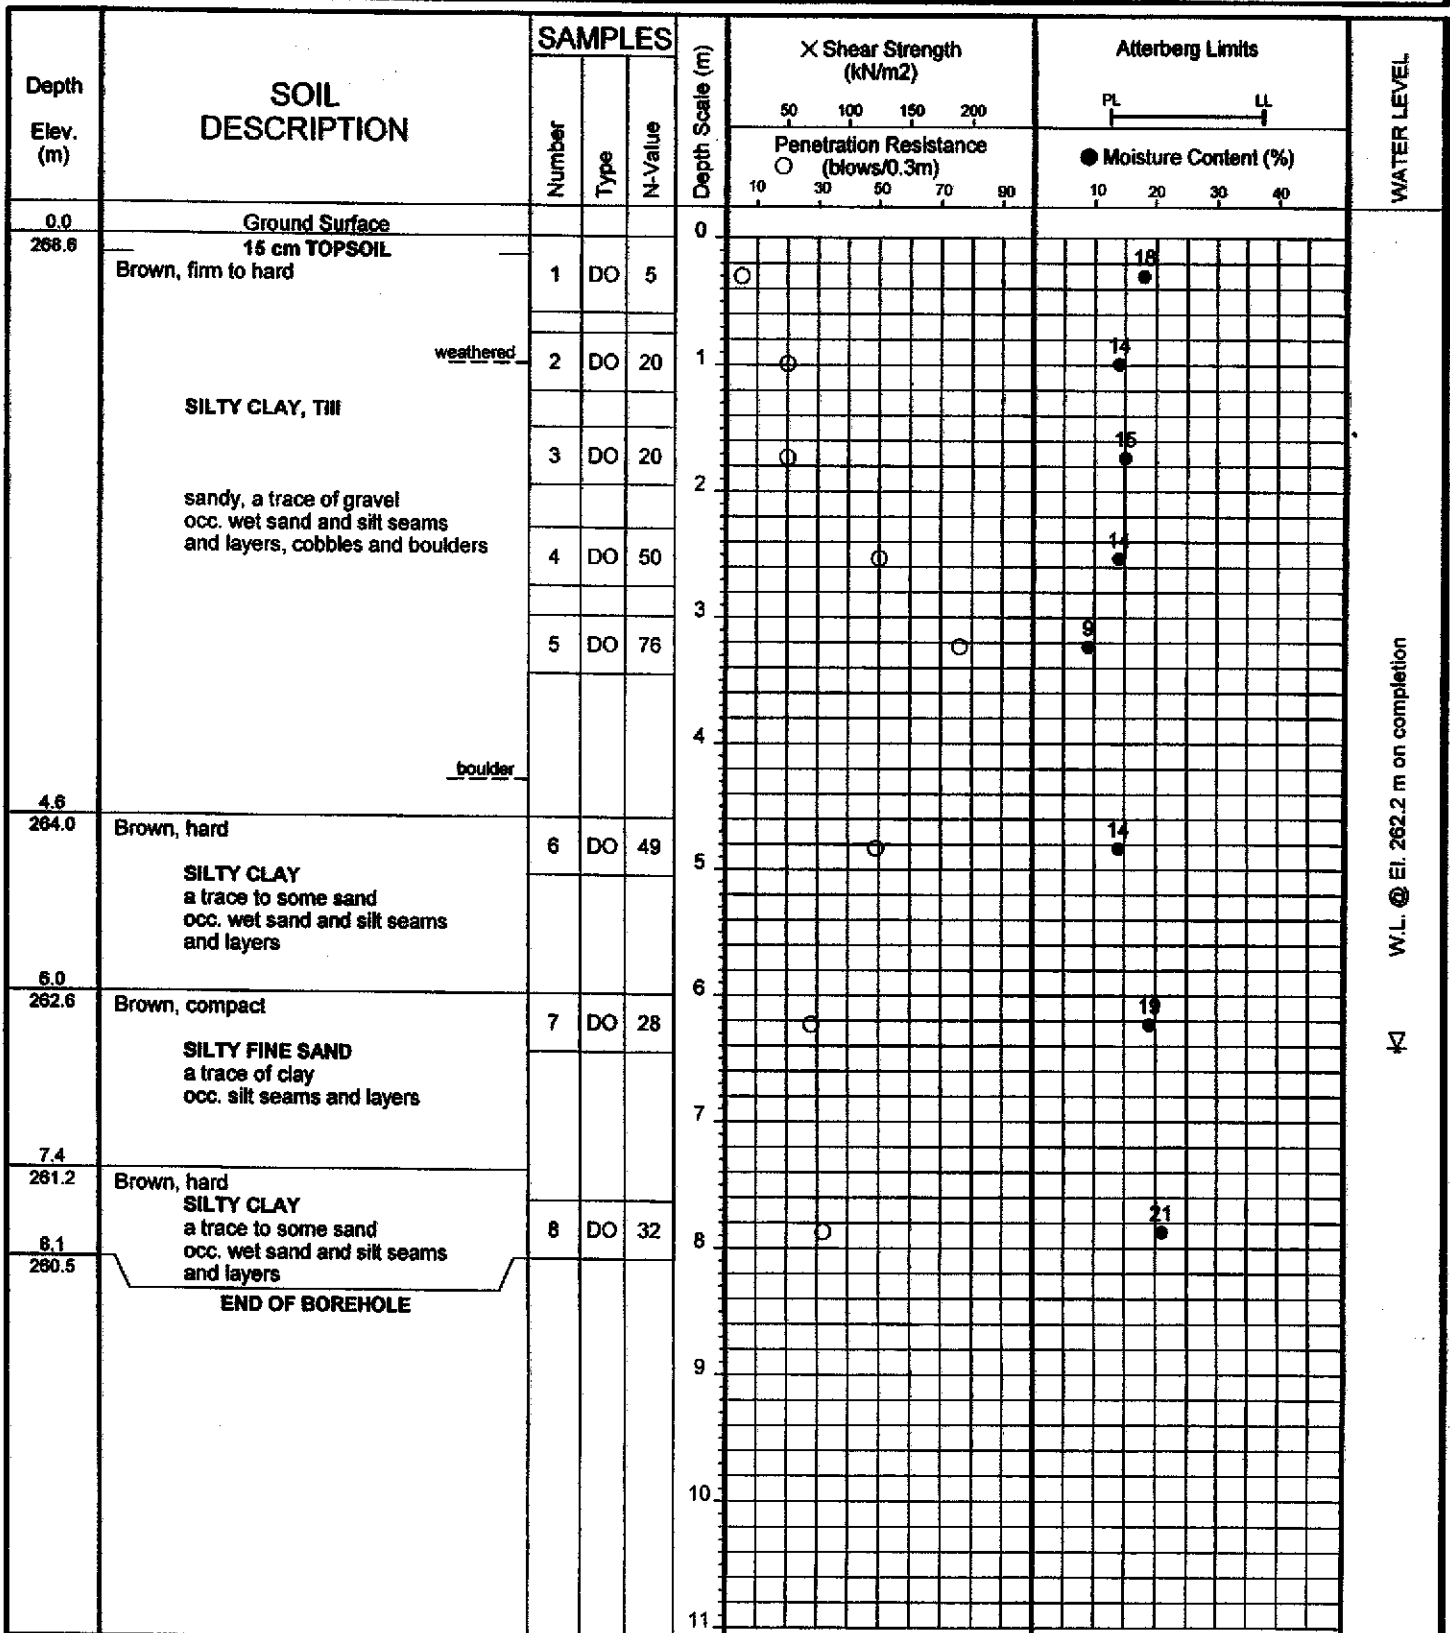 SAMPLES
Depth
Elev.
(m)
SOIL
DESCRIPTION
Number
Type
N-Value
Depth Scale (m)
X Shear Strength
(kN/m2)
50 100 150 200
Penetration Resistance
O (blows/0.3m)
10 30 50 70 90
Atterberg Limits
PL LL
● Moisture Content (%)
10 20 30 40
WATER LEVEL
0.0 Ground Surface
268.6 15 cm TOPSOIL
Brown, firm to hard
1 DO 5
0
18
weathered
2 DO 20
1
14
SILTY CLAY, Till
3 DO 20
15
2
sandy, a trace of gravel
occ. wet sand and silt seams
and layers, cobbles and boulders
4 DO 50
14
3
5 DO 76
9
4
boulder
4.6
264.0 Brown, hard
6 DO 49
14
5
SILTY CLAY
a trace to some sand
occ. wet sand and silt seams
and layers
W.L. @ El. 262.2 m on completion
6.0
262.6 Brown, compact
6
7 DO 28
19
SILTY FINE SAND
a trace of clay
occ. silt seams and layers
7
7.4
261.2 Brown, hard
SILTY CLAY
a trace to some sand
occ. wet sand and silt seams
and layers
8 DO 32
21
8
8.1
260.5
END OF BOREHOLE
9
10
11